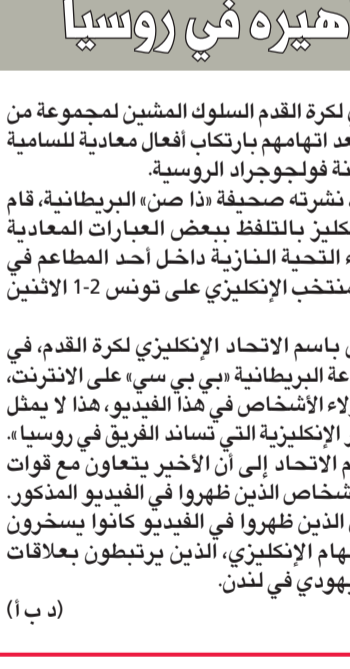 هيره في روسيا
لكرة القدم السلوك المشين لمجموعة من
عد اتهامهم بارتكاب أفعال معادية للسامية
نة فولجوجراد الروسية.
نشرته صحيفة «ذا صن» البريطانية، قام
كليز بالتلفظ ببعض العبارات المعادية
ء التحية النازية داخل أحد المطاعم في
منتخب الإنكليزي على تونس 2-1 الاثنين
باسم الاتحاد الإنكليزي لكرة القدم، في
عة البريطانية «بي بي سي» على الانترنت،
لاء الأشخاص في هذا الفيديو، هذا لا يمثل
الإنكليزية التي تساند الفريق في روسيا».
م الاتحاد إلى أن الأخير يتعاون مع قوات
شخاص الذين ظهروا في الفيديو المذكور.
الذين ظهروا في الفيديو كانوا يسخرون
هام الإنكليزي، الذين يرتبطون بعلاقات
يهودي في لندن.
(د ب أ)